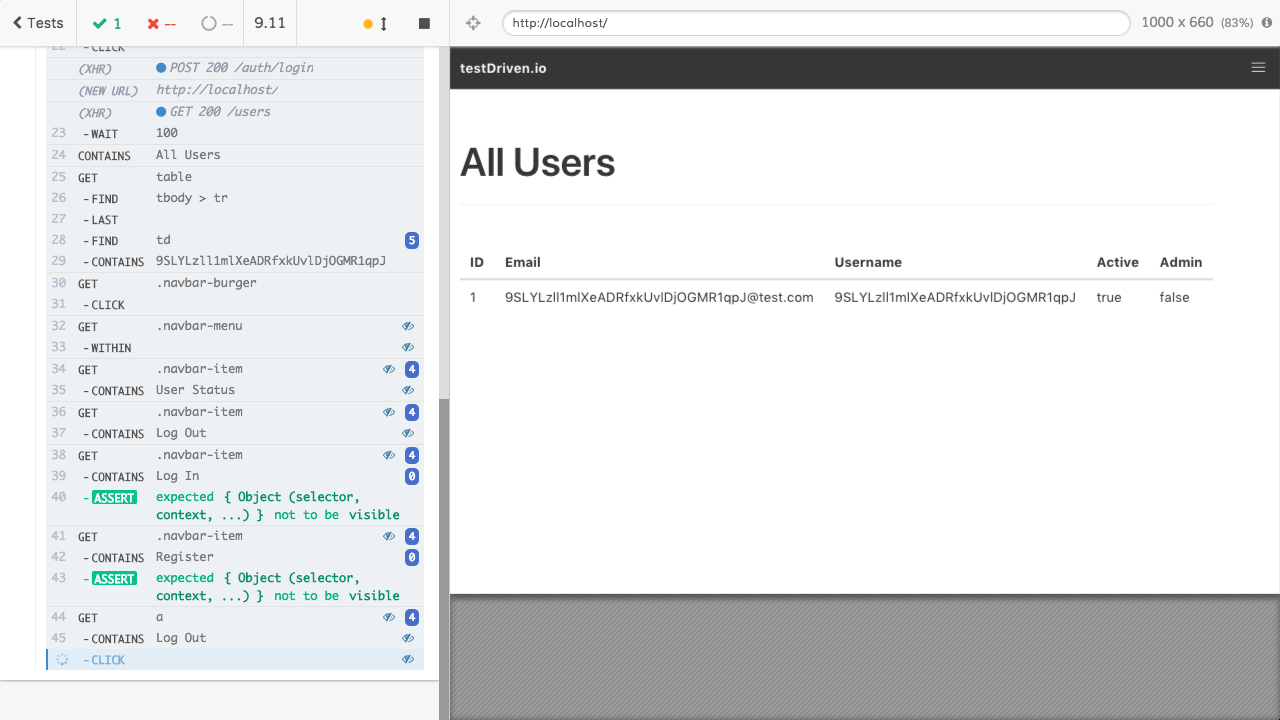 Tests 1 -- -- 9.11
http://localhost/ 1000 x 660 (83%)
22 -CLICK
(XHR) POST 200 /auth/login
(NEW URL) http://localhost/
(XHR) GET 200 /users
23 -WAIT 100
24 CONTAINS All Users
25 GET table
26 -FIND tbody > tr
27 -LAST
28 -FIND td 5
29 -CONTAINS 9SLYLzll1mlXeADRfxkUvlDjOGMR1qpJ
30 GET .navbar-burger
31 -CLICK
32 GET .navbar-menu
33 -WITHIN
34 GET .navbar-item 4
35 -CONTAINS User Status
36 GET .navbar-item 4
37 -CONTAINS Log Out
38 GET .navbar-item 4
39 -CONTAINS Log In 0
40 -ASSERT expected { Object (selector,
context, ...) } not to be visible
41 GET .navbar-item 4
42 -CONTAINS Register 0
43 -ASSERT expected { Object (selector,
context, ...) } not to be visible
44 GET a 4
45 -CONTAINS Log Out
-CLICK
testDriven.io
All Users
ID Email Username Active Admin
1 9SLYLzll1mlXeADRfxkUvlDjOGMR1qpJ@test.com 9SLYLzll1mlXeADRfxkUvlDjOGMR1qpJ true false